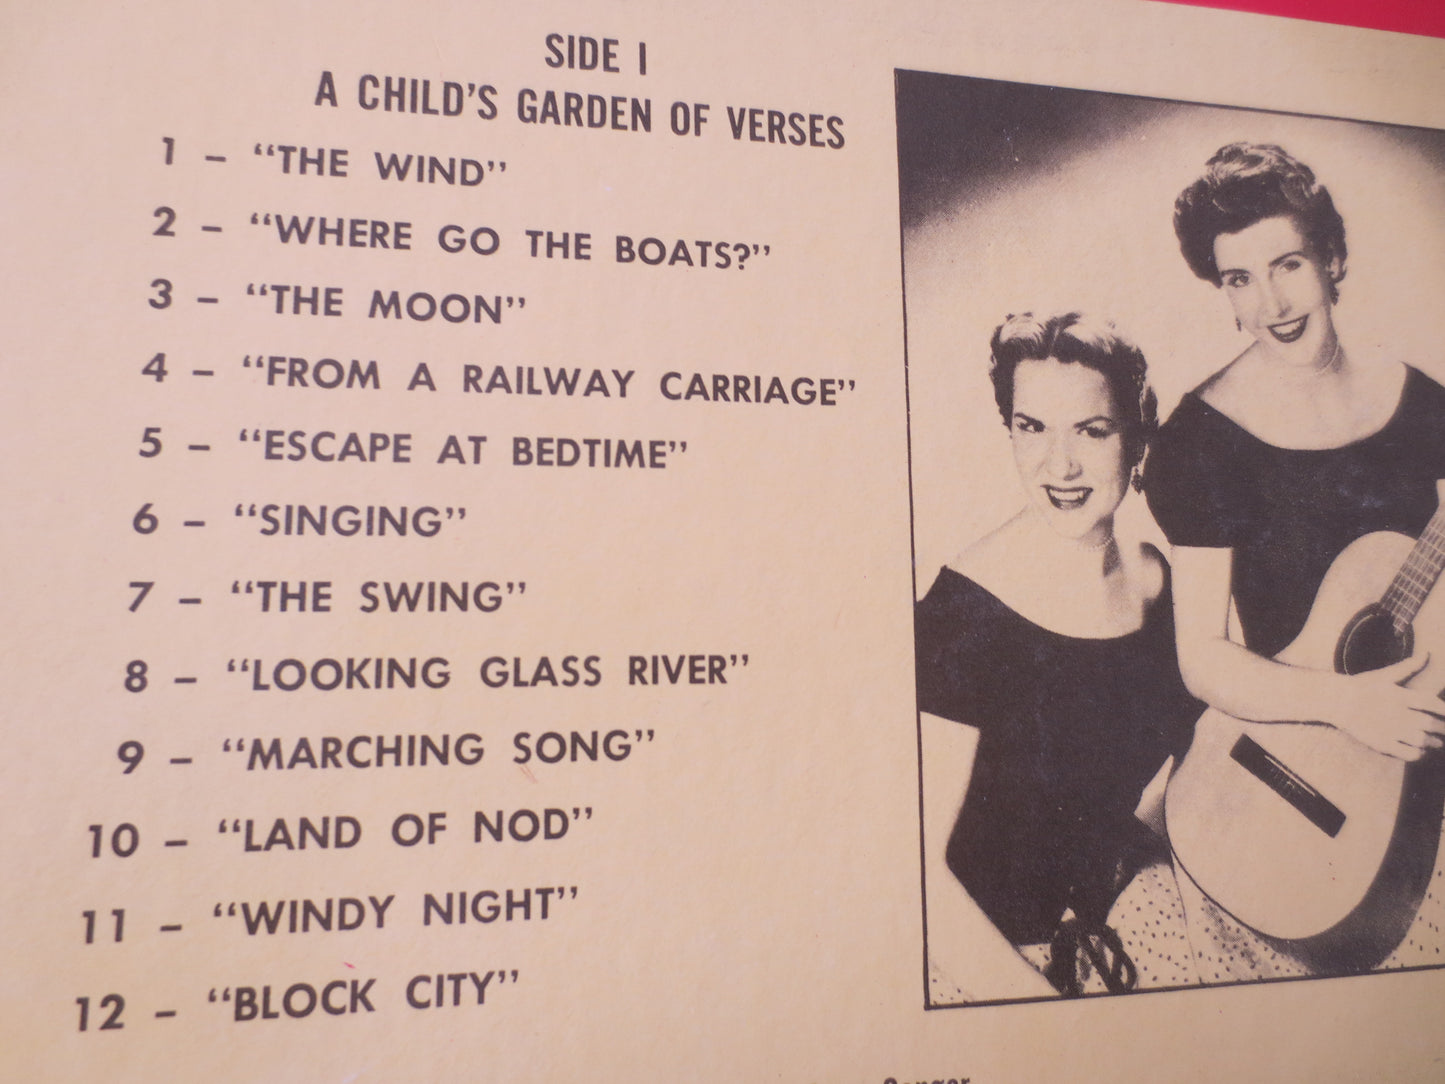 SIDE I
A CHILD'S GARDEN OF VERSES
1 – "THE WIND"
2 – "WHERE GO THE BOATS?"
3 – "THE MOON"
4 – "FROM A RAILWAY CARRIAGE"
5 – "ESCAPE AT BEDTIME"
6 – "SINGING"
7 – "THE SWING"
8 – "LOOKING GLASS RIVER"
9 – "MARCHING SONG"
10 – "LAND OF NOD"
11 – "WINDY NIGHT"
12 – "BLOCK CITY"